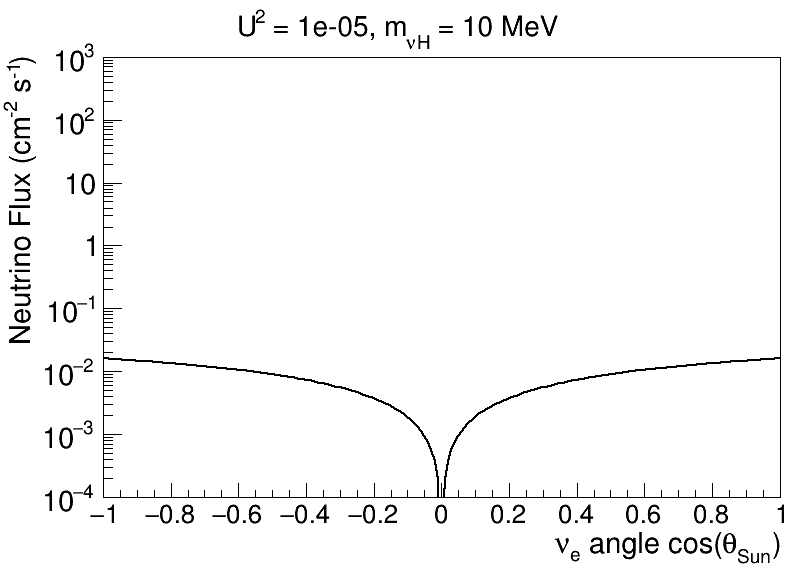 U² = 1e-05, m_νH = 10 MeV
Neutrino Flux (cm⁻² s⁻¹)
10³
10²
10
1
10⁻¹
10⁻²
10⁻³
10⁻⁴
−1 −0.8 −0.6 −0.4 −0.2 0 0.2 0.4 0.6 0.8 1
ν_e angle cos(θ_Sun)